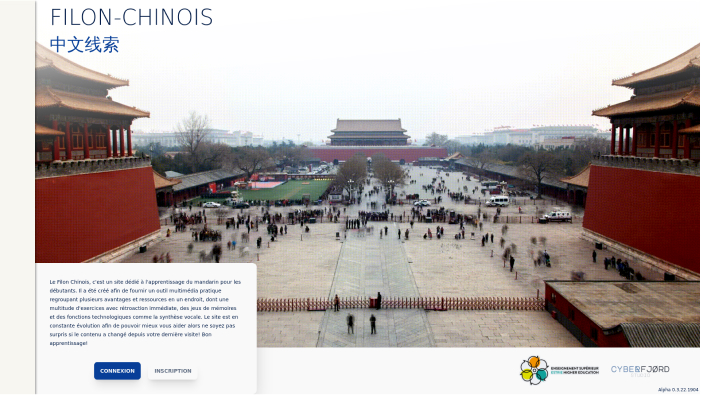 FILON-CHINOIS
中文线索
Le Filon Chinois, c'est un site dédié à l'apprentissage du mandarin pour les
débutants. Il a été créé afin de fournir un outil multimédia pratique
regroupant plusieurs avantages et ressources en un endroit, dont une
multitude d'exercices avec rétroaction immédiate, des jeux de mémoires
et des fonctions technologiques comme la synthèse vocale. Le site est en
constante évolution afin de pouvoir mieux vous aider alors ne soyez pas
surpris si le contenu a changé depuis votre dernière visite! Bon
apprentissage!
CONNEXION
INSCRIPTION
ENSEIGNEMENT SUPÉRIEUR
HIGHER EDUCATION
CYBERFJØRD
Alpha 0.3.22.1904